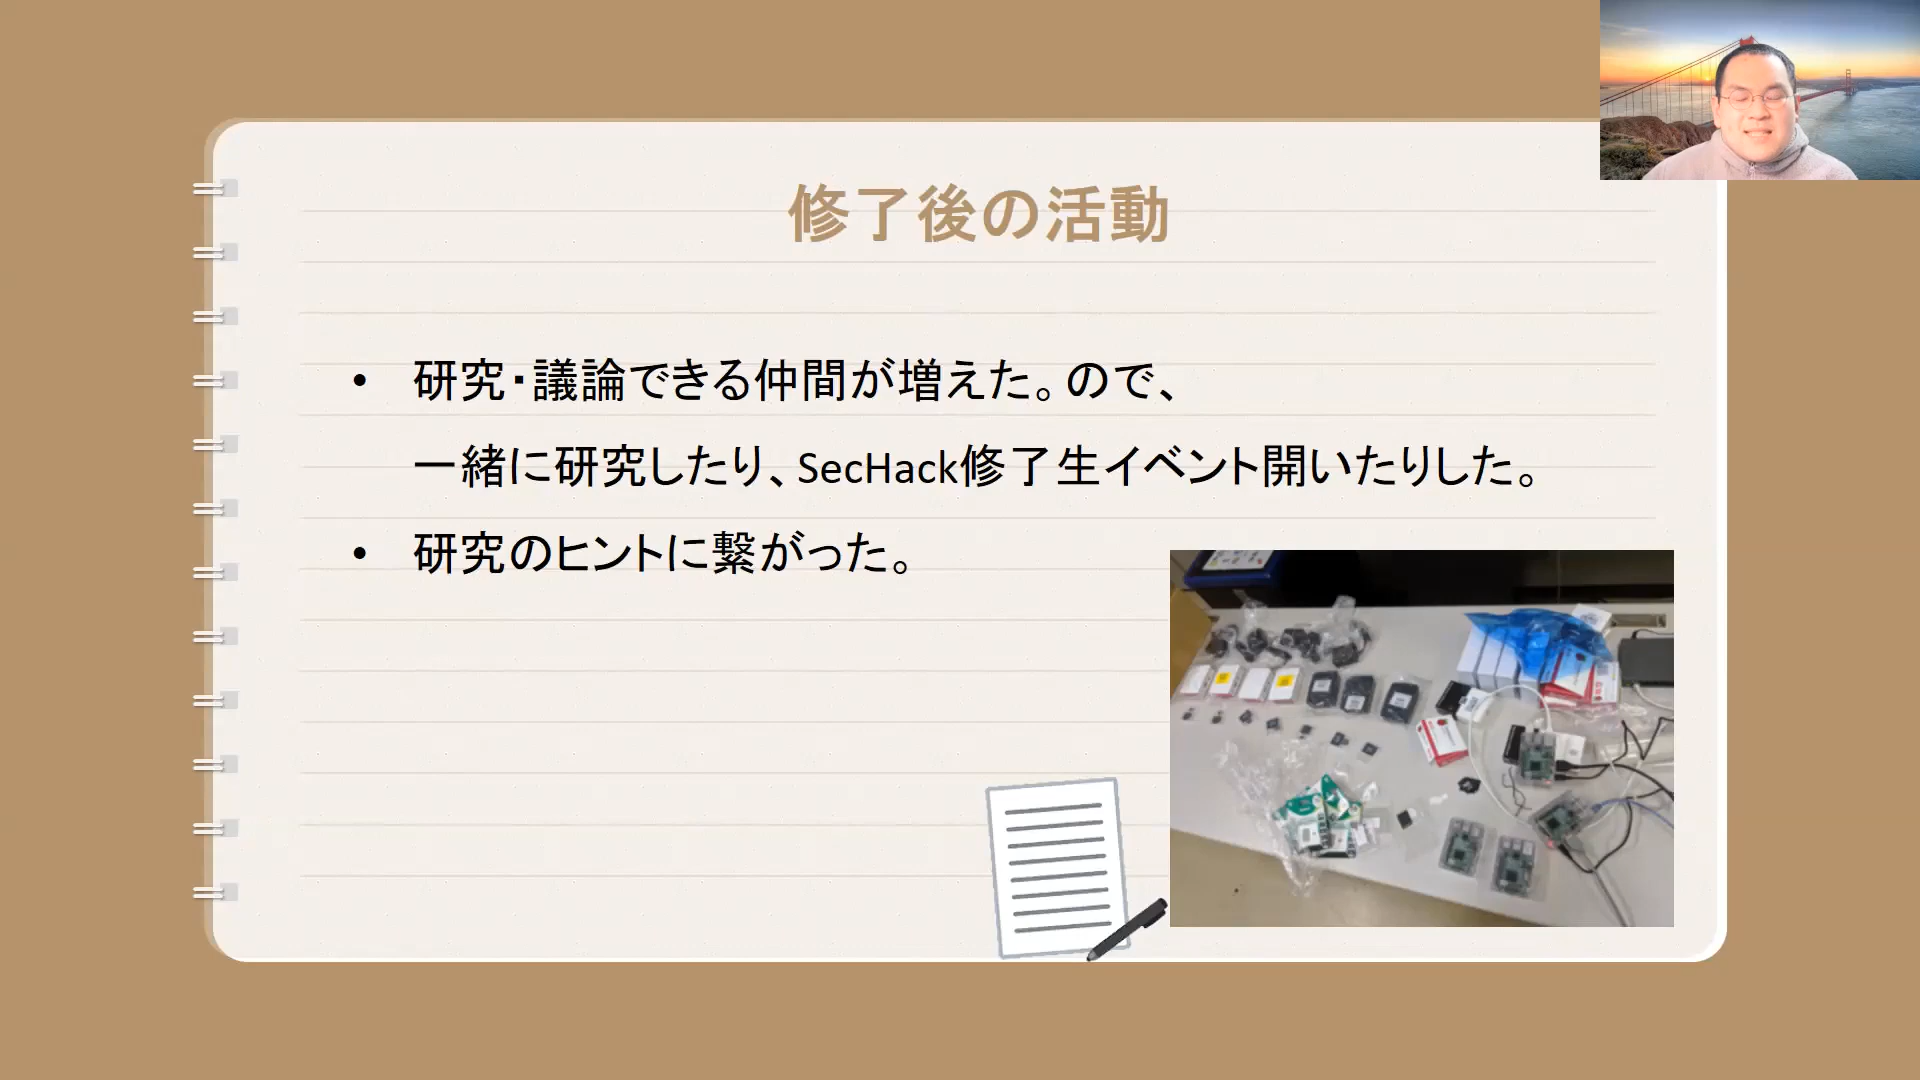 修了後の活動
• 研究・議論できる仲間が増えた。ので、
一緒に研究したり、SecHack修了生イベント開いたりした。
• 研究のヒントに繋がった。